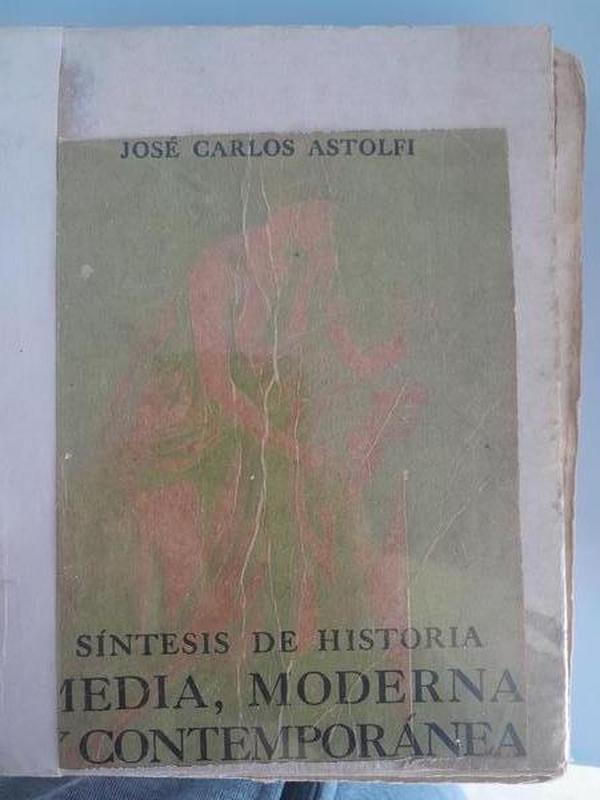 JOSÉ CARLOS ASTOLFI
SÍNTESIS DE HISTORIA
MEDIA, MODERNA
Y CONTEMPORÁNEA